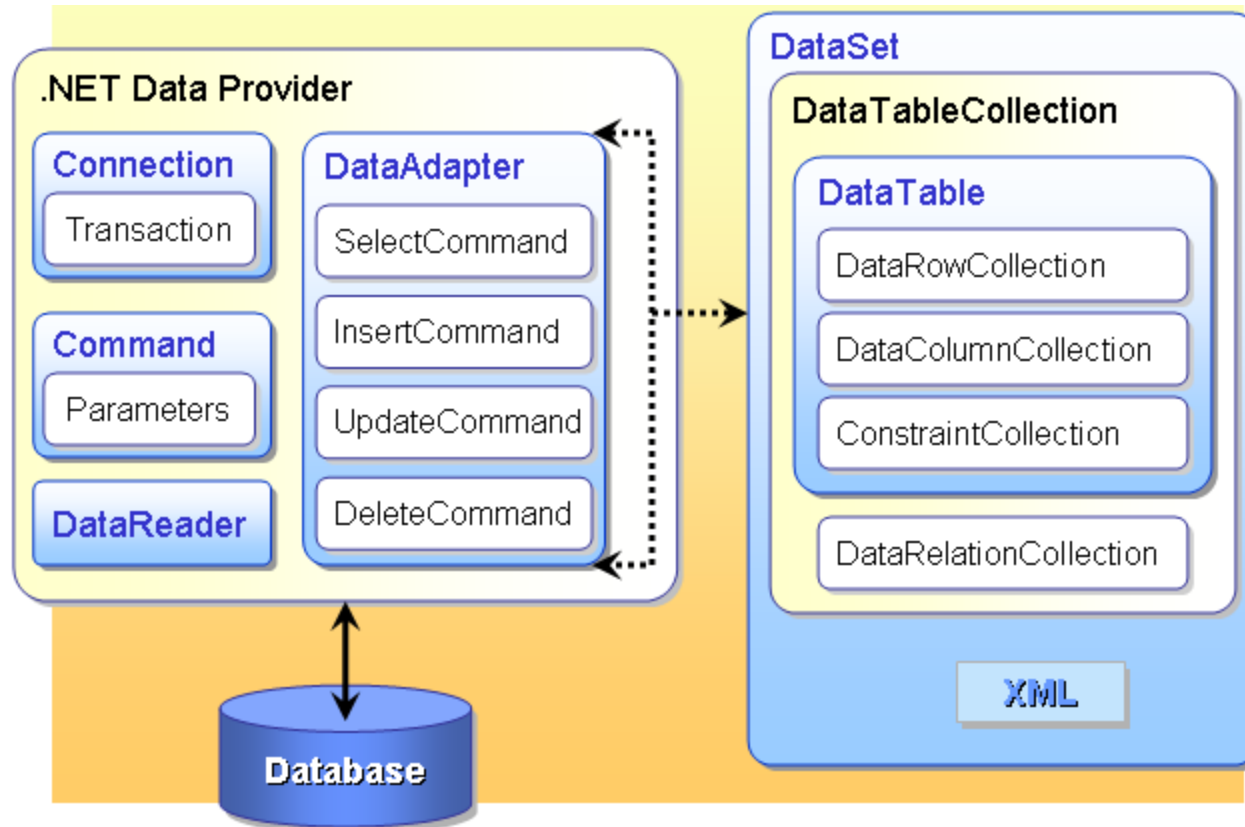 .NET Data Provider
Connection
Transaction
Command
Parameters
DataReader
DataAdapter
SelectCommand
InsertCommand
UpdateCommand
DeleteCommand
Database
DataSet
DataTableCollection
DataTable
DataRowCollection
DataColumnCollection
ConstraintCollection
DataRelationCollection
XML